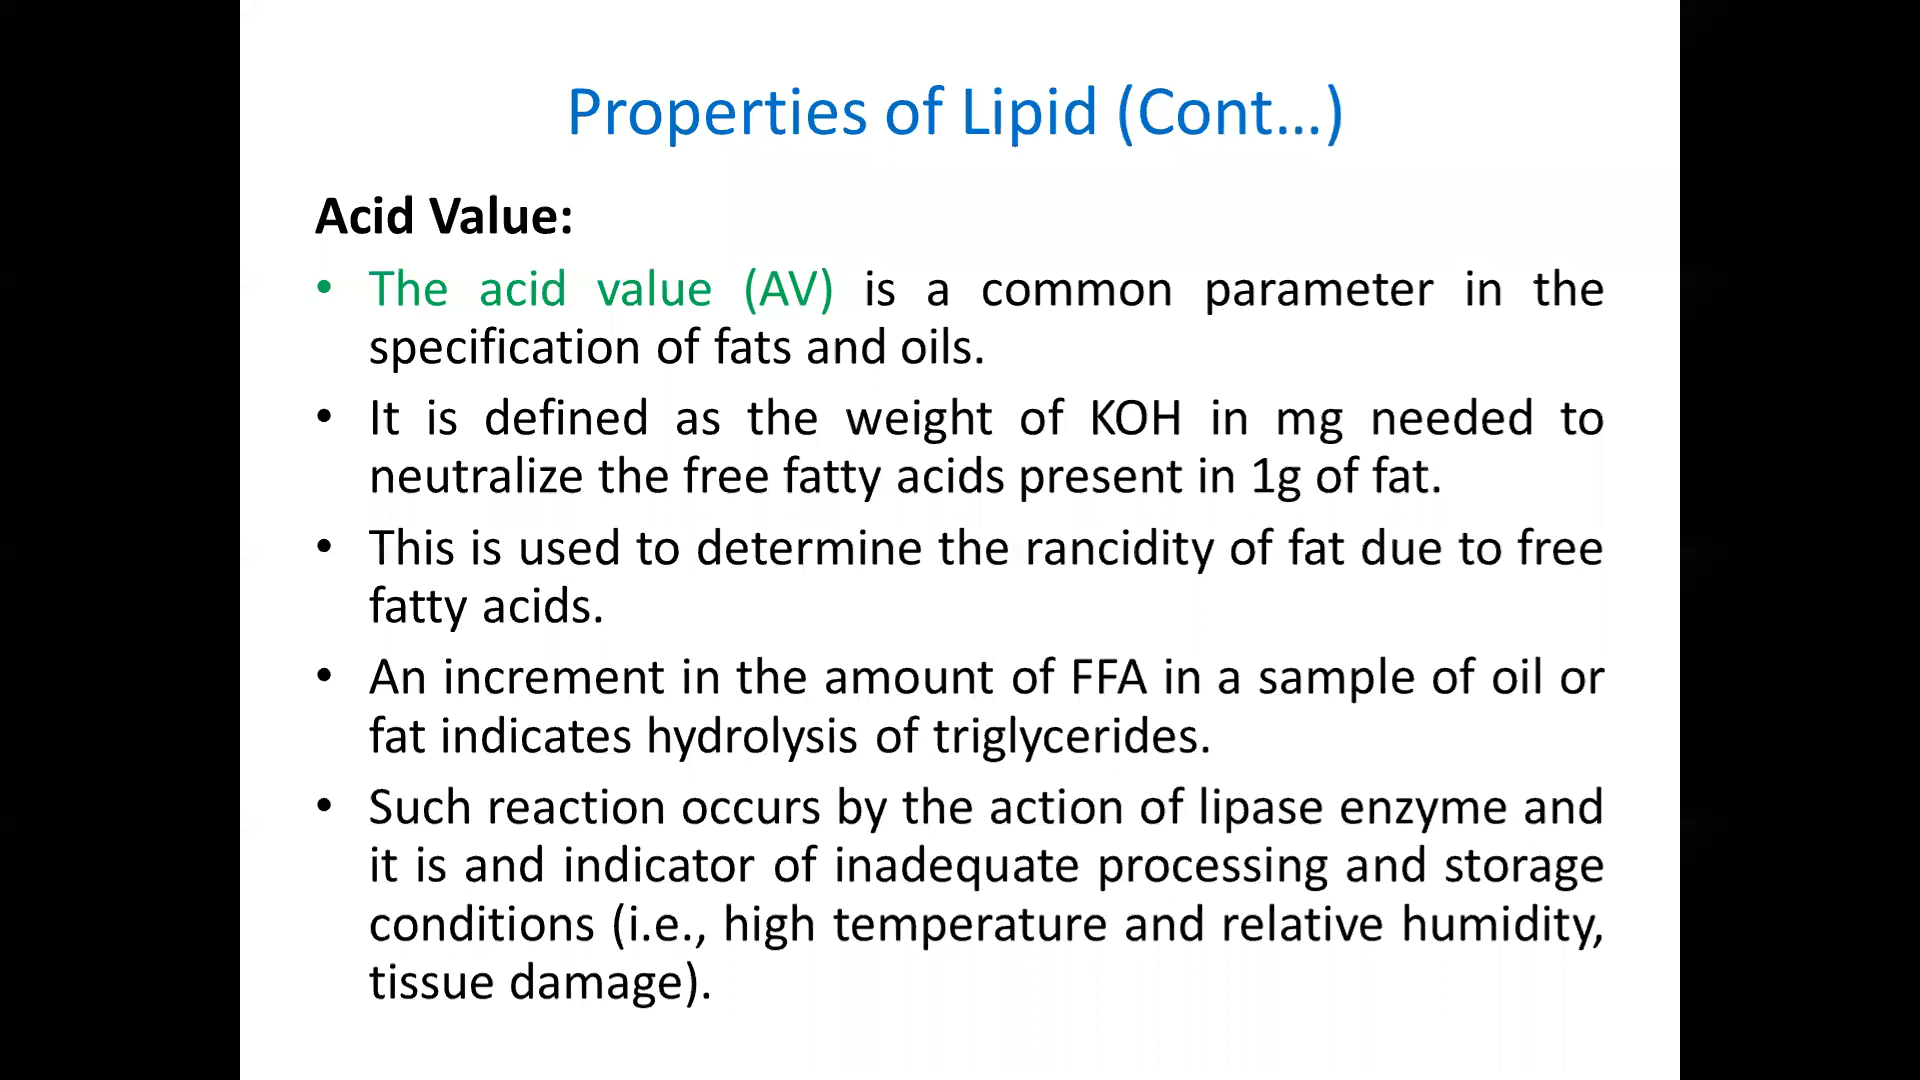 Properties of Lipid (Cont…)
Acid Value:
• The acid value (AV) is a common parameter in the
specification of fats and oils.
• It is defined as the weight of KOH in mg needed to
neutralize the free fatty acids present in 1g of fat.
• This is used to determine the rancidity of fat due to free
fatty acids.
• An increment in the amount of FFA in a sample of oil or
fat indicates hydrolysis of triglycerides.
• Such reaction occurs by the action of lipase enzyme and
it is and indicator of inadequate processing and storage
conditions (i.e., high temperature and relative humidity,
tissue damage).